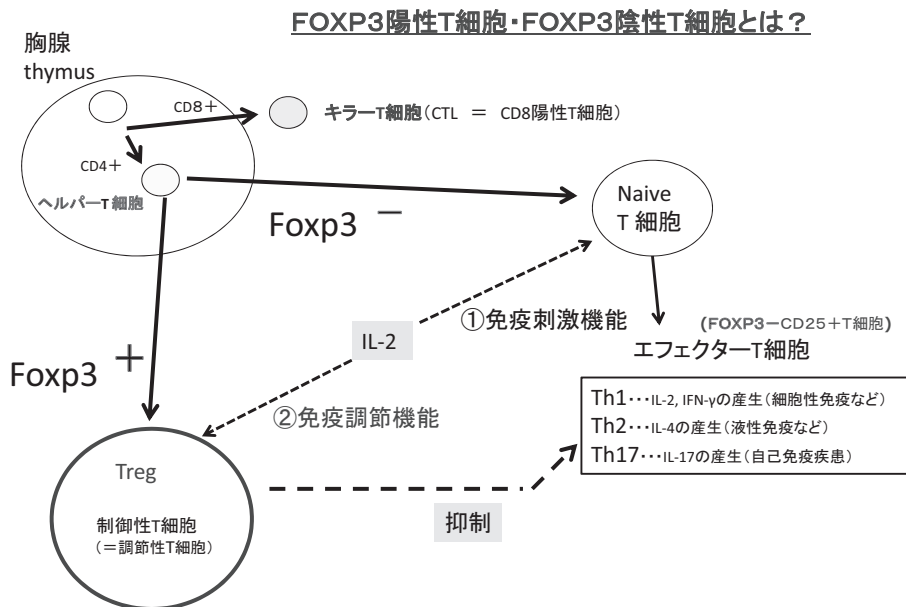 FOXP3陽性T細胞・FOXP3陰性T細胞とは？
胸腺
thymus
CD8＋
キラーT細胞（CTL ＝ CD8陽性T細胞）
CD4＋
ヘルパーT細胞
Foxp3 －
Naive
T 細胞
①免疫刺激機能
(FOXP3－CD25＋T細胞)
エフェクターT細胞
IL-2
Foxp3 ＋
②免疫調節機能
Th1･･･IL-2, IFN-γの産生（細胞性免疫など）
Th2･･･IL-4の産生（液性免疫など）
Th17･･･IL-17の産生（自己免疫疾患）
Treg
制御性T細胞
（＝調節性T細胞）
抑制